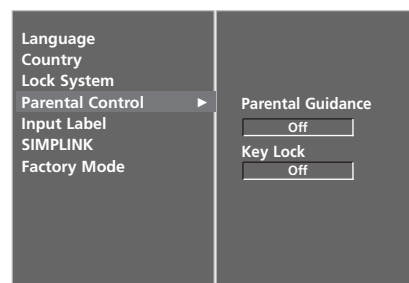 Language
Country
Lock System
Parental Control ►
Input Label
SIMPLINK
Factory Mode
Parental Guidance
Off
Key Lock
Off